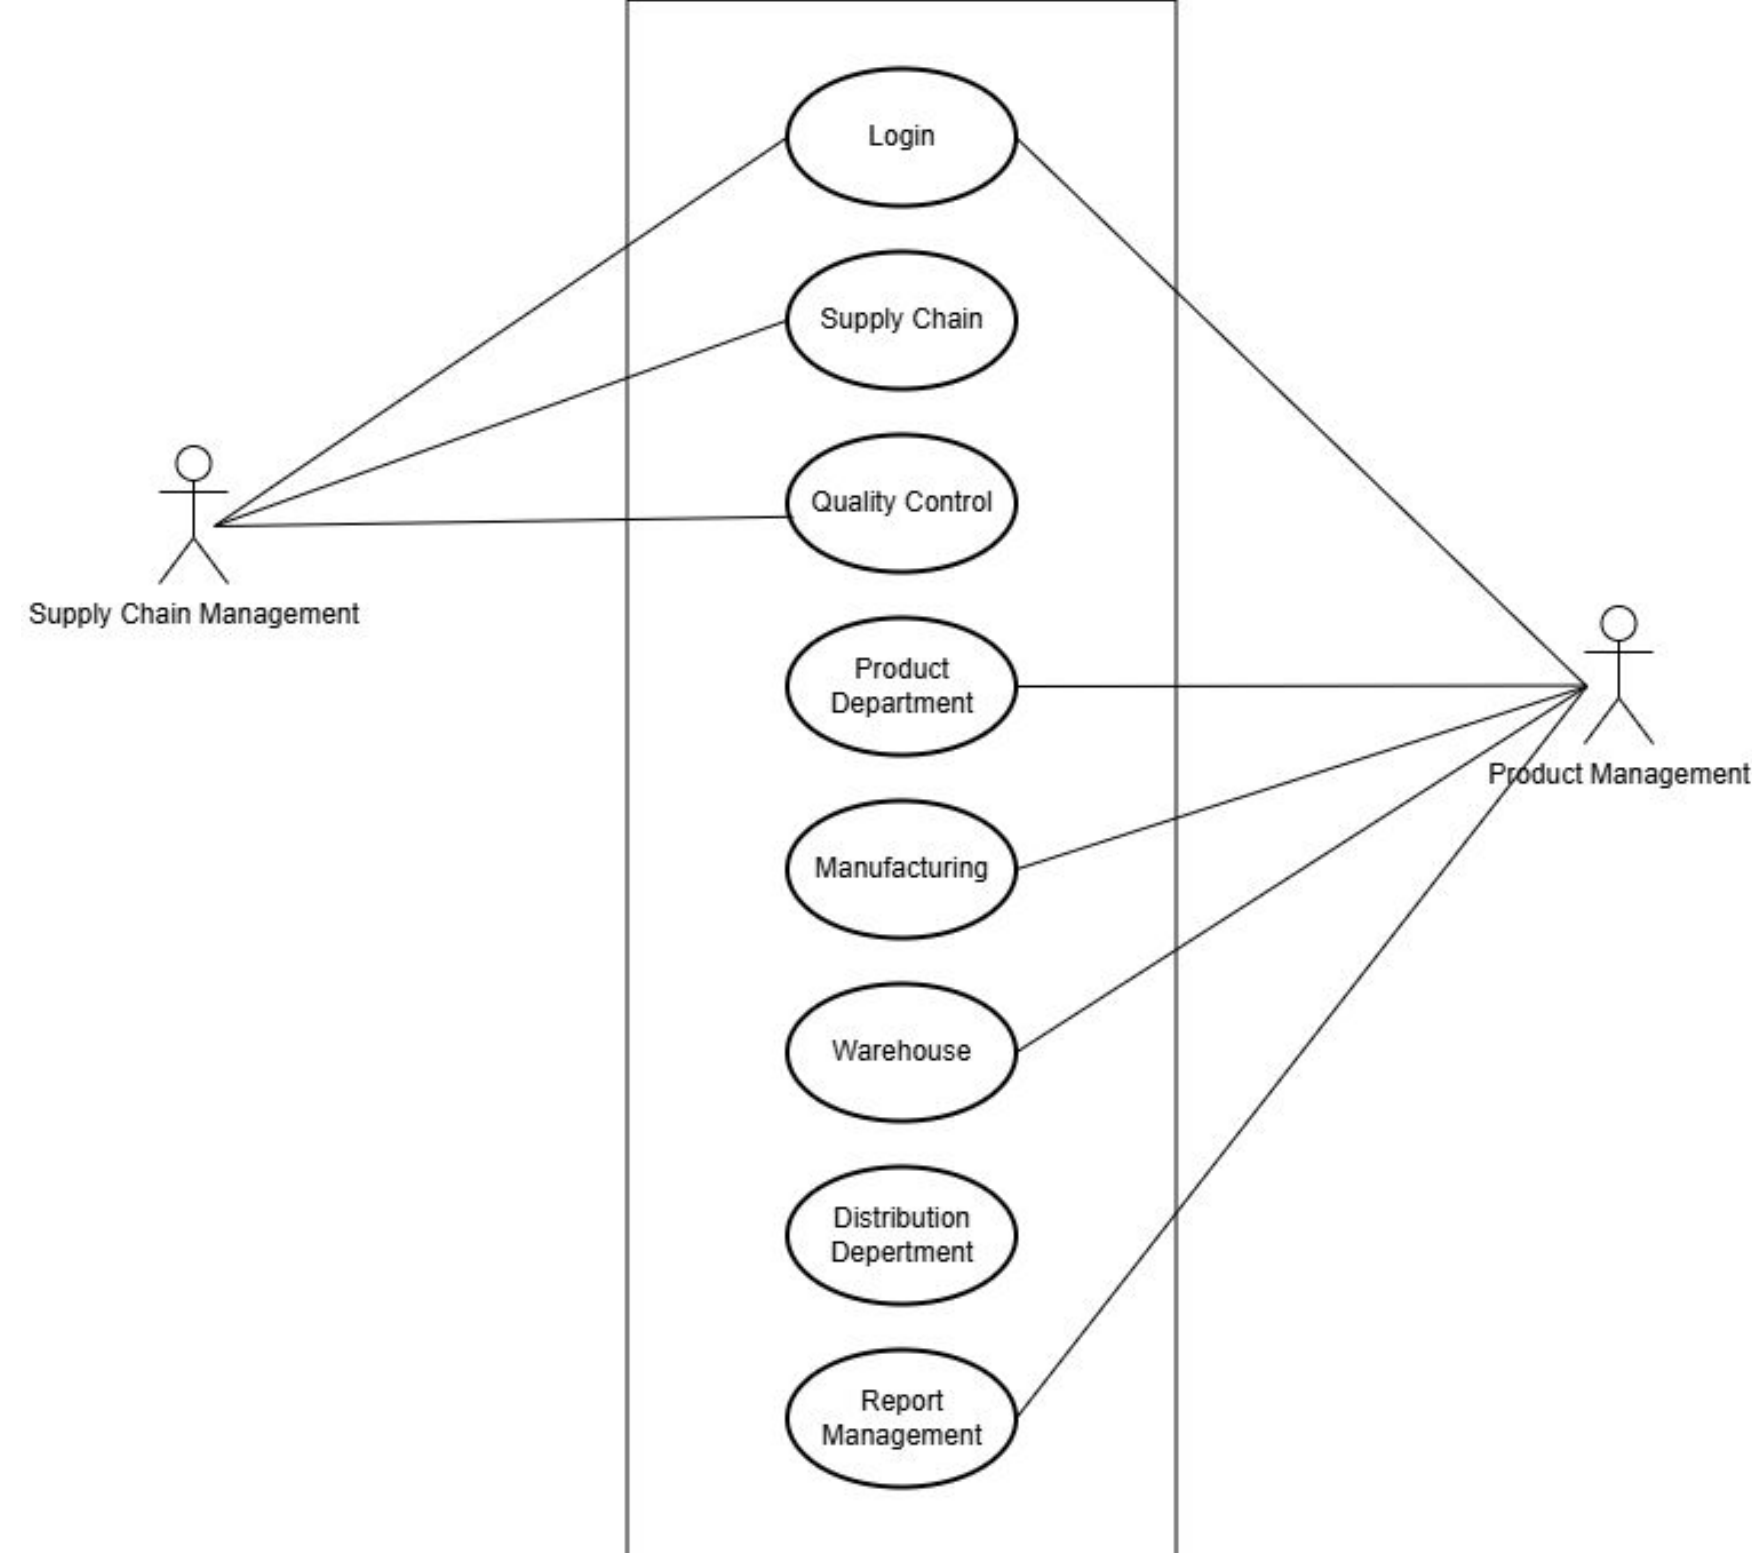 Login
Supply Chain
Quality Control
Supply Chain Management
Product
Department
Product Management
Manufacturing
Warehouse
Distribution
Depertment
Report
Management